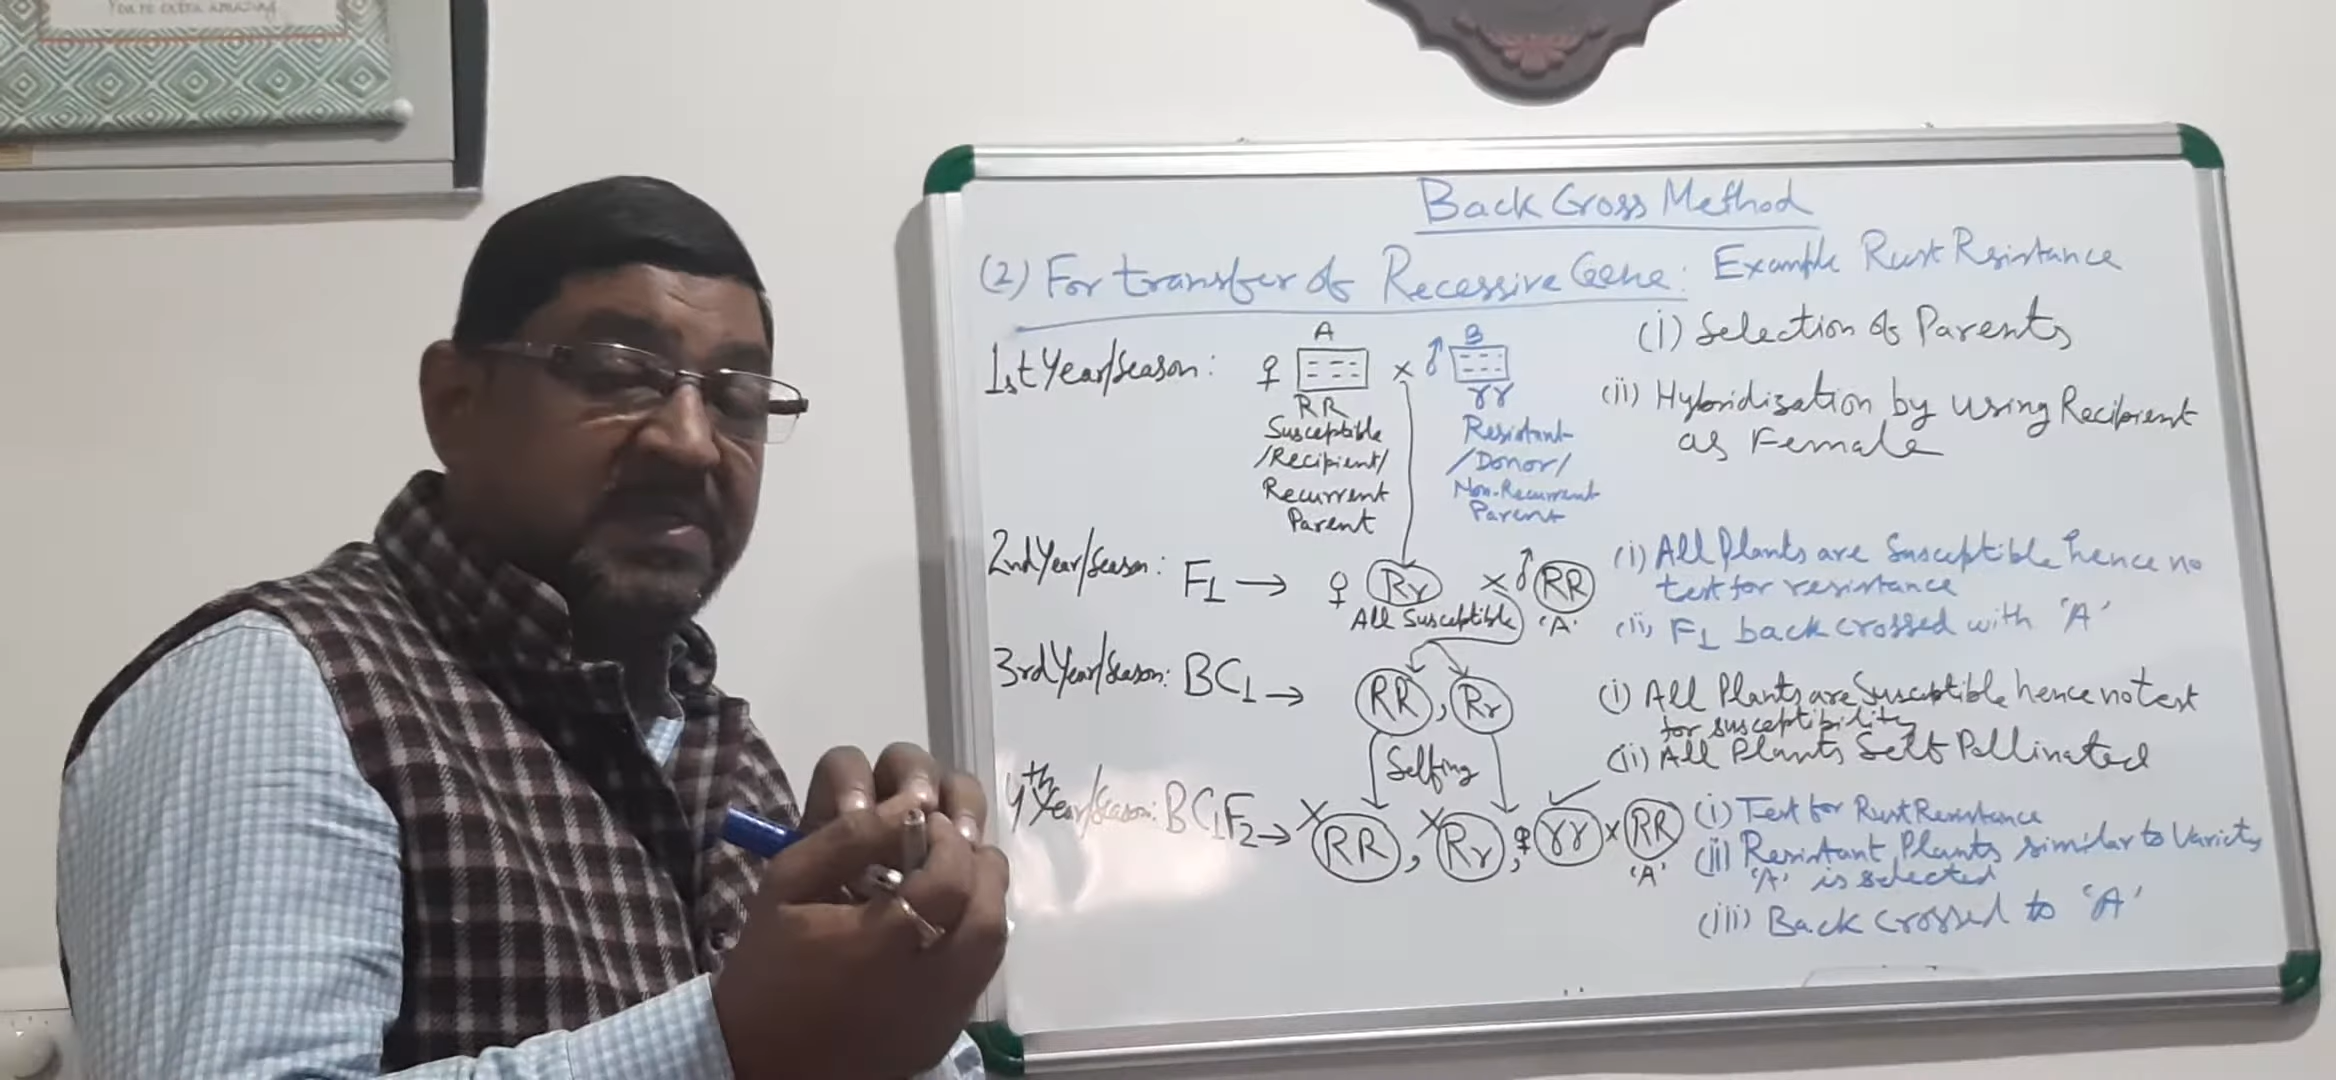 You're extra amazing
Back Cross Method
(2) For transfer of Recessive Gene: Example Rust Resistance
1st Year/Season:
♀ A × ♂ B
RR
rr
Susceptible
/Recipient/
Recurrent
Parent
Resistant
/Donor/
Non-Recurrent
Parent
(i) Selection of Parents
(ii) Hybridization by using Recipient
as Female
2nd Year/Season: F1 → ♀ Rr × ♂ RR
All Susceptible 'A'
(i) All Plants are Susceptible hence no
test for resistance
(ii) F1 back crossed with 'A'
3rd Year/Season: BC1 → RR, Rr
Selfing
(i) All Plants are Susceptible hence no test
for susceptibility
(ii) All Plants Self Pollinated
4th Year/Season: BC1F2 → × RR, × Rr, ♀ rr × RR
'A'
(i) Test for Rust Resistance
(ii) Resistant Plants similar to Variety
'A' is selected
(iii) Back crossed to 'A'